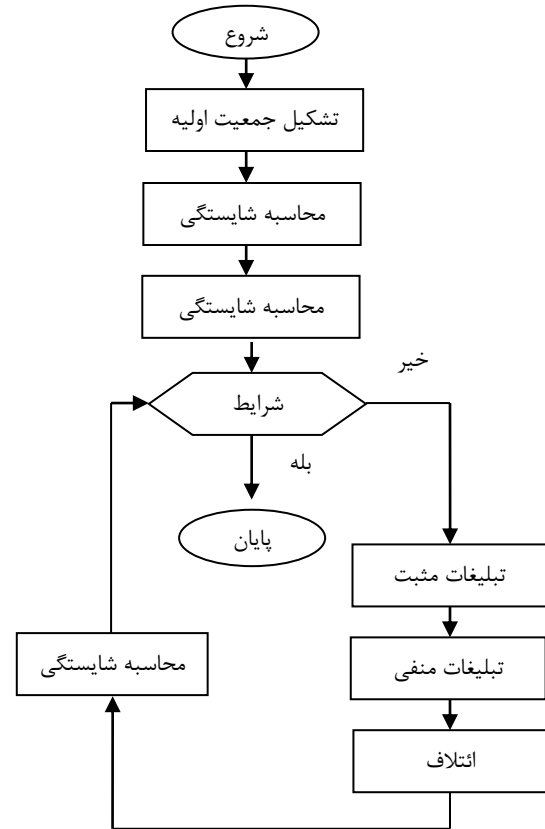 شروع
تشکیل جمعیت اولیه
محاسبه شایستگی
محاسبه شایستگی
خیر
شرایط
بله
پایان
تبلیغات مثبت
تبلیغات منفی
محاسبه شایستگی
ائتلاف